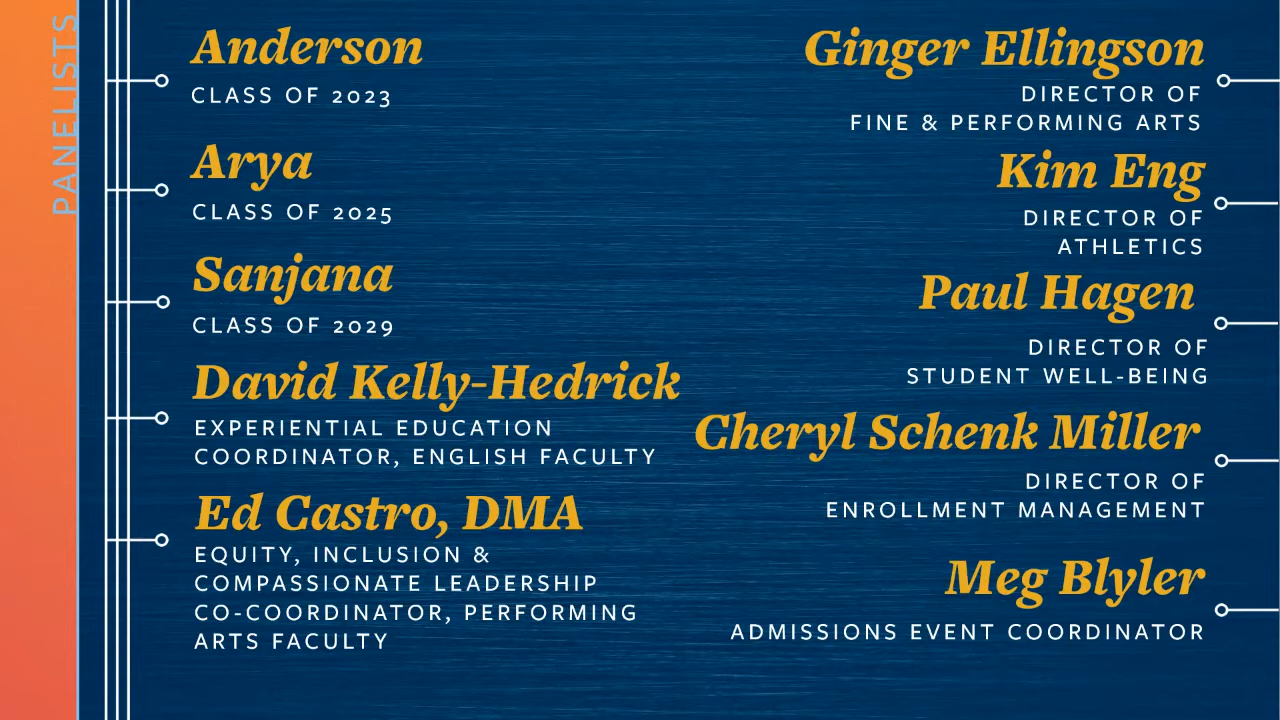 PANELISTS
Anderson
CLASS OF 2023
Arya
CLASS OF 2025
Sanjana
CLASS OF 2029
David Kelly-Hedrick
EXPERIENTIAL EDUCATION
COORDINATOR, ENGLISH FACULTY
Ed Castro, DMA
EQUITY, INCLUSION &
COMPASSIONATE LEADERSHIP
CO-COORDINATOR, PERFORMING
ARTS FACULTY
Ginger Ellingson
DIRECTOR OF
FINE & PERFORMING ARTS
Kim Eng
DIRECTOR OF
ATHLETICS
Paul Hagen
DIRECTOR OF
STUDENT WELL-BEING
Cheryl Schenk Miller
DIRECTOR OF
ENROLLMENT MANAGEMENT
Meg Blyler
ADMISSIONS EVENT COORDINATOR